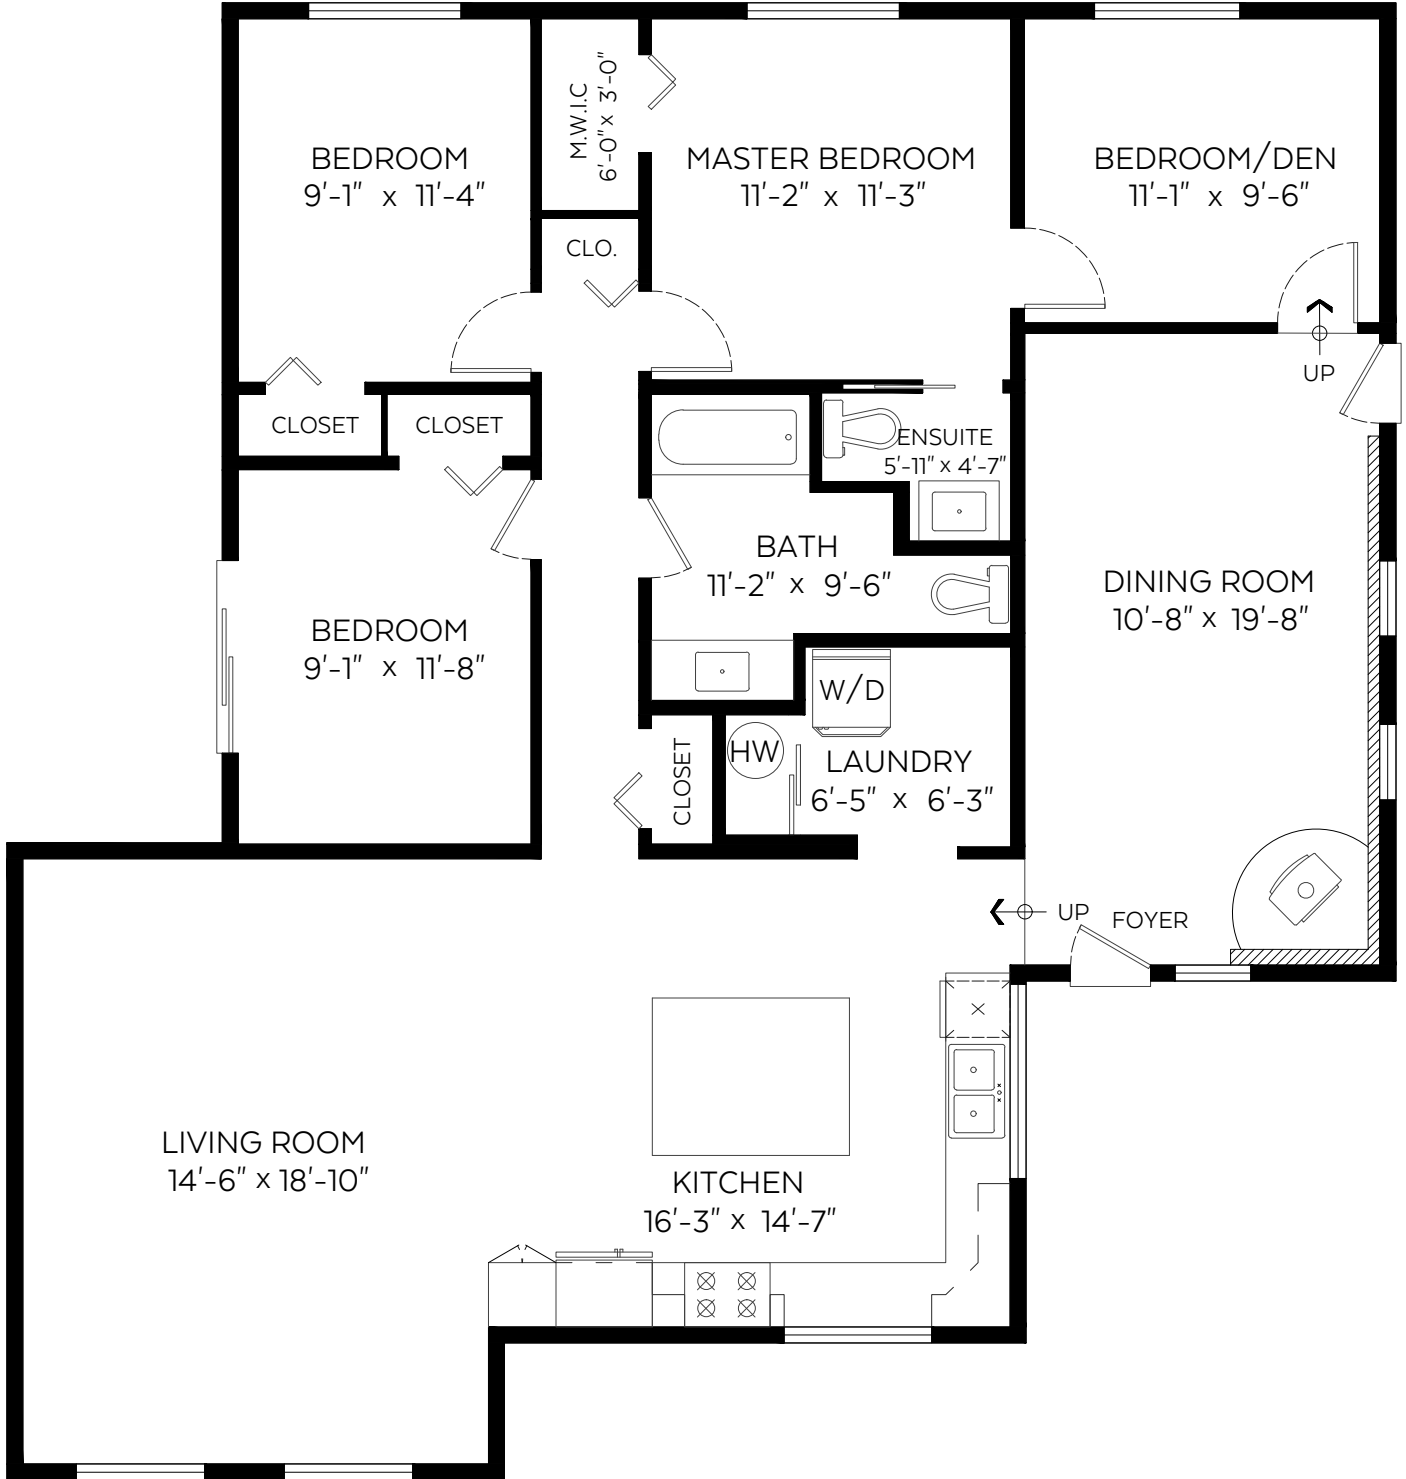 BEDROOM
9'-1" x 11'-4"
M.W.I.C
6'-0" x 3'-0"
MASTER BEDROOM
11'-2" x 11'-3"
BEDROOM/DEN
11'-1" x 9'-6"
CLO.
UP
CLOSET
CLOSET
ENSUITE
5'-11" x 4'-7"
BATH
11'-2" x 9'-6"
DINING ROOM
10'-8" x 19'-8"
BEDROOM
9'-1" x 11'-8"
W/D
HW
CLOSET
LAUNDRY
6'-5" x 6'-3"
UP
FOYER
LIVING ROOM
14'-6" x 18'-10"
KITCHEN
16'-3" x 14'-7"